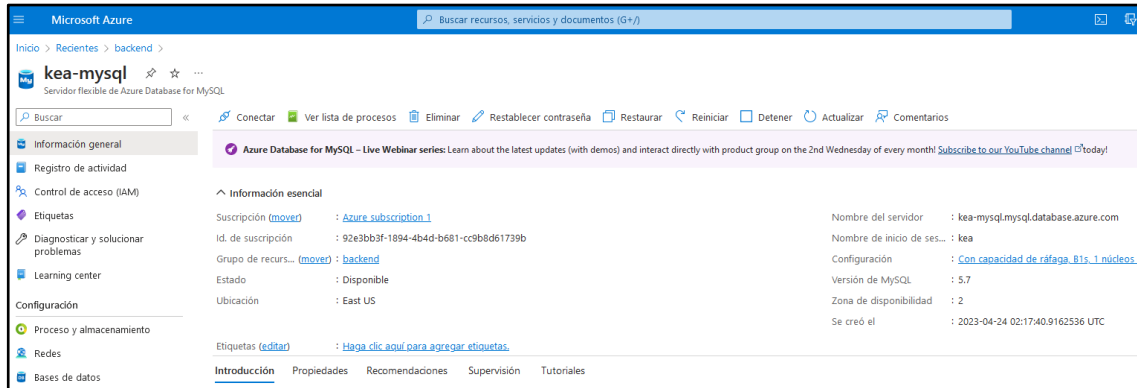 Microsoft Azure
Buscar recursos, servicios y documentos (G+/)
Inicio > Recientes > backend >
My
kea-mysql
Servidor flexible de Azure Database for MySQL
Buscar
Conectar Ver lista de procesos Eliminar Restablecer contraseña Restaurar Reiniciar Detener Actualizar Comentarios
Información general
Registro de actividad
Control de acceso (IAM)
Etiquetas
Diagnosticar y solucionar
problemas
Learning center
Configuración
Proceso y almacenamiento
Redes
Bases de datos
Azure Database for MySQL – Live Webinar series: Learn about the latest updates (with demos) and interact directly with product group on the 2nd Wednesday of every month! Subscribe to our YouTube channel today!
Información esencial
Suscripción (mover) : Azure subscription 1
Id. de suscripción : 92e3bb3f-1894-4b4d-b681-cc9b8d61739b
Grupo de recurs... (mover) : backend
Estado : Disponible
Ubicación : East US
Etiquetas (editar) : Haga clic aquí para agregar etiquetas.
Nombre del servidor : kea-mysql.mysql.database.azure.com
Nombre de inicio de ses... : kea
Configuración : Con capacidad de ráfaga, B1s, 1 núcleos
Versión de MySQL : 5.7
Zona de disponibilidad : 2
Se creó el : 2023-04-24 02:17:40.9162536 UTC
Introducción Propiedades Recomendaciones Supervisión Tutoriales